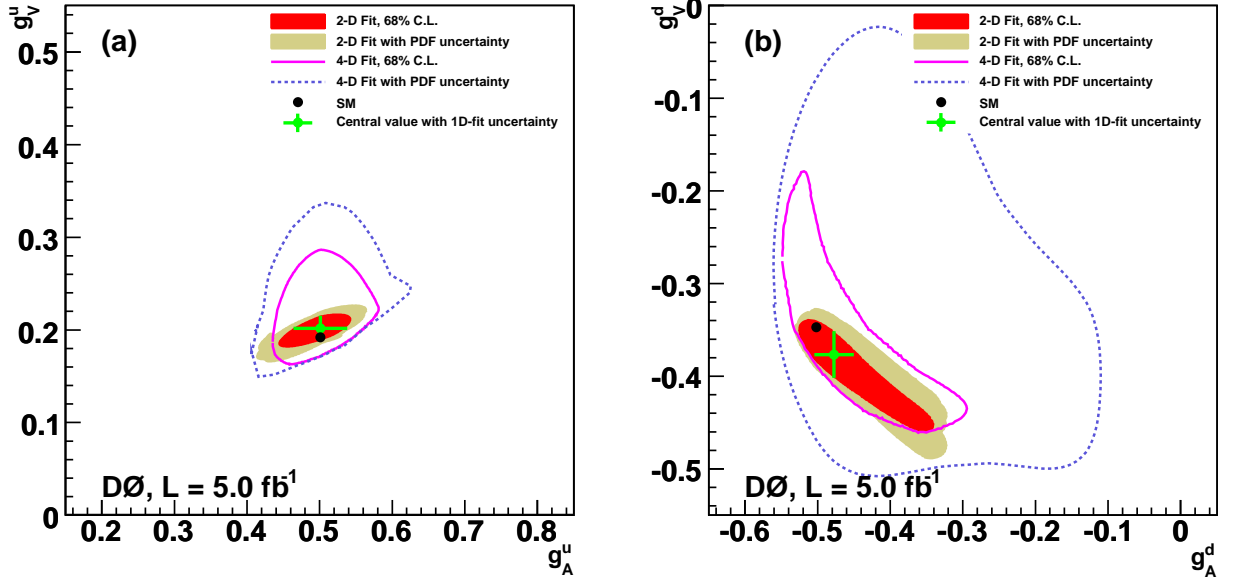 g_V^u
(a)
2-D Fit, 68% C.L.
2-D Fit with PDF uncertainty
4-D Fit, 68% C.L.
4-D Fit with PDF uncertainty
SM
Central value with 1D-fit uncertainty
0.5
0.4
0.3
0.2
0.1
0
DØ, L = 5.0 fb^-1
0.2 0.3 0.4 0.5 0.6 0.7 0.8
g_A^u
g_V^d
(b)
2-D Fit, 68% C.L.
2-D Fit with PDF uncertainty
4-D Fit, 68% C.L.
4-D Fit with PDF uncertainty
SM
Central value with 1D-fit uncertainty
-0
-0.1
-0.2
-0.3
-0.4
-0.5
DØ, L = 5.0 fb^-1
-0.6 -0.5 -0.4 -0.3 -0.2 -0.1 0
g_A^d